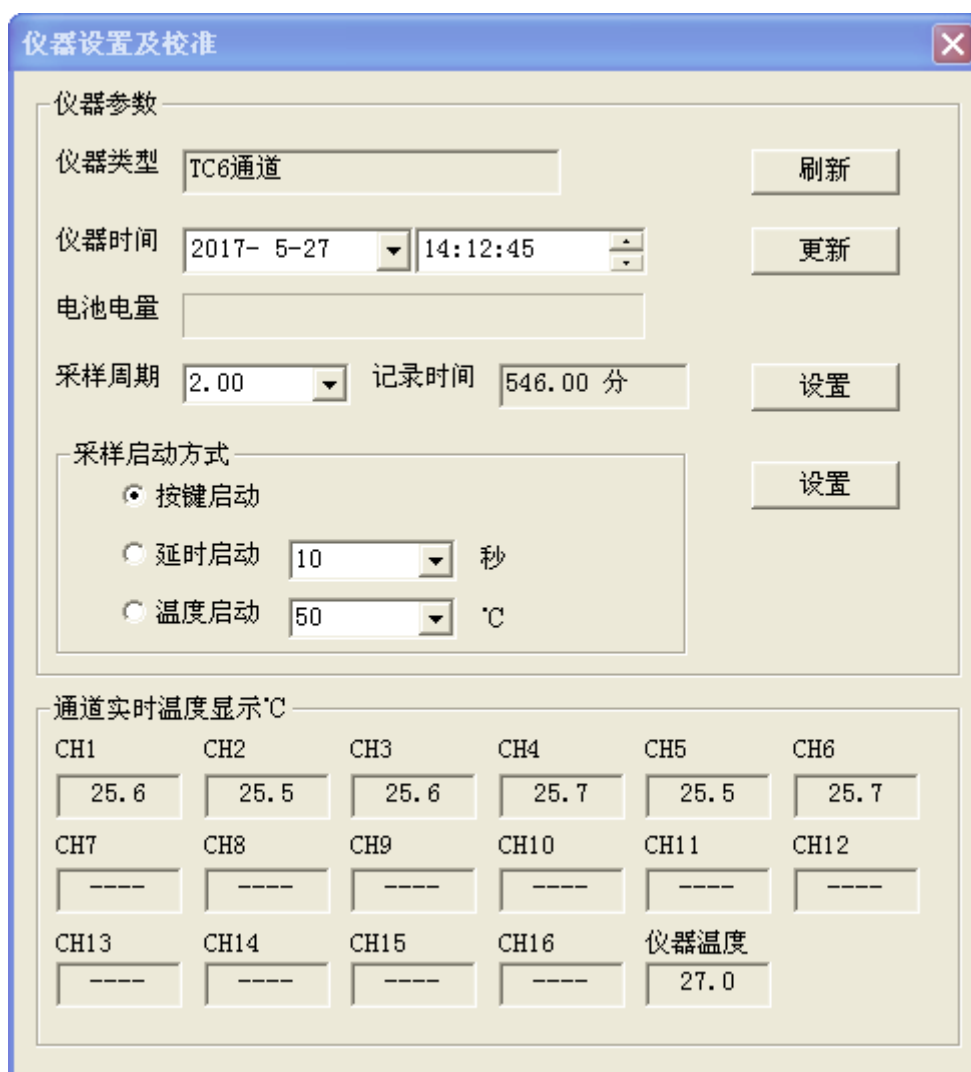 仪器设置及校准
仪器参数
仪器类型 TC6通道 刷新
仪器时间 2017- 5-27 14:12:45 更新
电池电量
采样周期 2.00 记录时间 546.00 分 设置
采样启动方式 设置
按键启动
延时启动 10 秒
温度启动 50 ℃
通道实时温度显示℃
CH1 CH2 CH3 CH4 CH5 CH6
25.6 25.5 25.6 25.7 25.5 25.7
CH7 CH8 CH9 CH10 CH11 CH12
---- ---- ---- ---- ---- ----
CH13 CH14 CH15 CH16 仪器温度
---- ---- ---- ---- 27.0